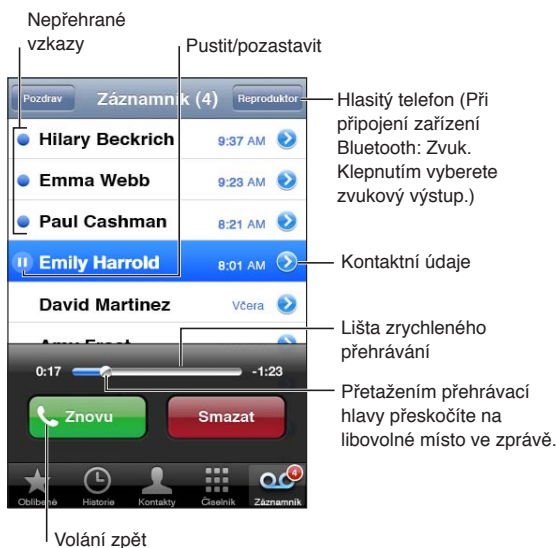 Nepřehrané
vzkazy
Pustit/pozastavit
Pozdrav
Záznamník (4)
Reproduktor
Hlasitý telefon (Při
připojení zařízení
Bluetooth: Zvuk.
Klepnutím vyberete
zvukový výstup.)
Hilary Beckrich 9:37 AM
Emma Webb 9:23 AM
Paul Cashman 8:21 AM
Emily Harrold 8:01 AM
Kontaktní údaje
David Martinez Včera
Lišta zrychleného
přehrávání
0:17 -1:23
Přetažením přehrávací
hlavy přeskočíte na
libovolné místo ve zprávě.
Znovu
Smazat
4
Oblíbené Historie Kontakty Číselník Záznamník
Volání zpět